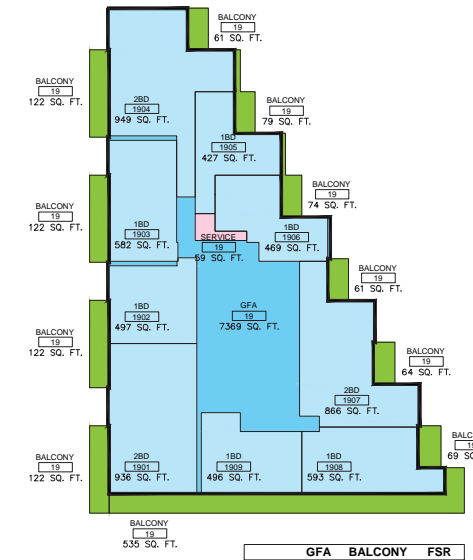 BALCONY
19
61 SQ. FT.
BALCONY
19
122 SQ. FT.
2BD
1904
949 SQ. FT.
BALCONY
19
79 SQ. FT.
1BD
1905
427 SQ. FT.
BALCONY
19
74 SQ. FT.
BALCONY
19
122 SQ. FT.
1BD
1903
582 SQ. FT.
SERVICE
19
59 SQ. FT.
1BD
1906
469 SQ. FT.
BALCONY
19
61 SQ. FT.
1BD
1902
497 SQ. FT.
GFA
19
7369 SQ. FT.
BALCONY
19
122 SQ. FT.
BALCONY
19
64 SQ. FT.
2BD
1907
866 SQ. FT.
BALC
19
69 SQ
BALCONY
19
122 SQ. FT.
2BD
1901
936 SQ. FT.
1BD
1909
496 SQ. FT.
1BD
1908
593 SQ. FT.
BALCONY
19
535 SQ. FT.
GFA BALCONY FSR